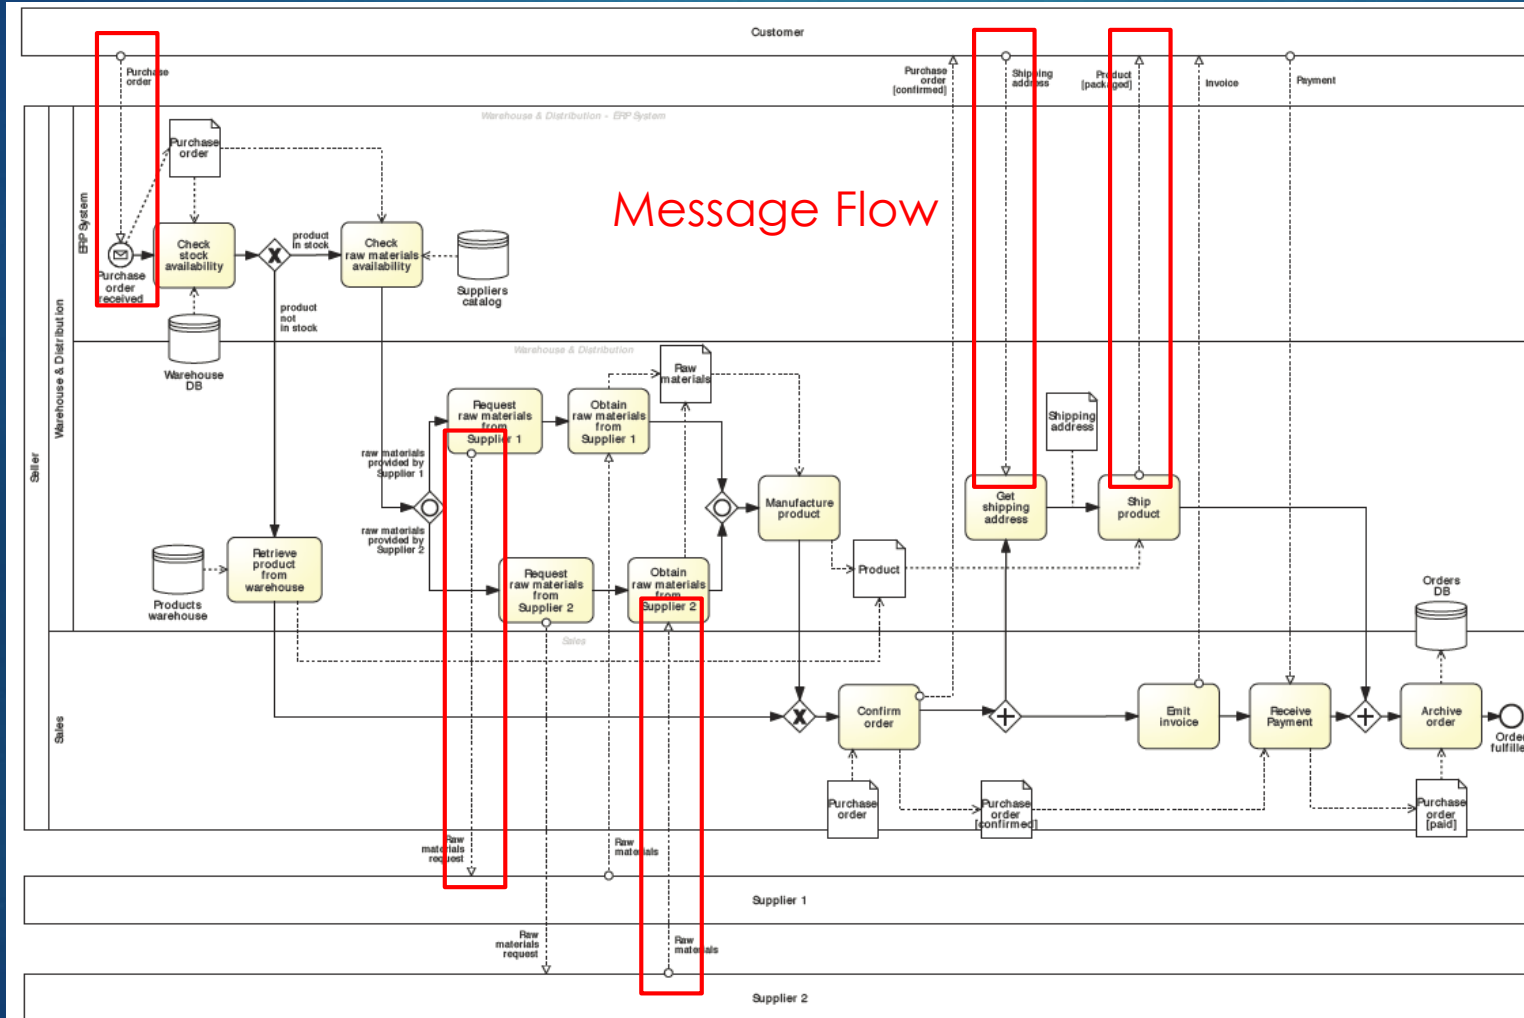 Customer
Purchase
order
Purchase
order
[confirmed]
Shipping
address
Product
[packaged]
Invoice
Payment
Warehouse & Distribution - ERP System
Seller
Warehouse & Distribution
ERP System
Purchase
order
Message Flow
Purchase
order
received
Check
stock
availability
product
in stock
Check
raw materials
availability
Suppliers
catalog
product
not
in stock
Warehouse
DB
Warehouse & Distribution
Raw
materials
Request
raw materials
from
Supplier 1
Obtain
raw materials
from
Supplier 1
Shipping
address
raw materials
provided by
Supplier 1
raw materials
provided by
Supplier 2
Manufacture
product
Get
shipping
address
Ship
product
Retrieve
product
from
warehouse
Products
warehouse
Request
raw materials
from
Supplier 2
Obtain
raw materials
from
Supplier 2
Product
Orders
DB
Sales
Sales
Confirm
order
Emit
invoice
Receive
Payment
Archive
order
Order
fulfille
Purchase
order
Purchase
order
[confirmed]
Purchase
order
[paid]
Raw
materials
request
Raw
materials
Supplier 1
Raw
materials
request
Raw
materials
Supplier 2